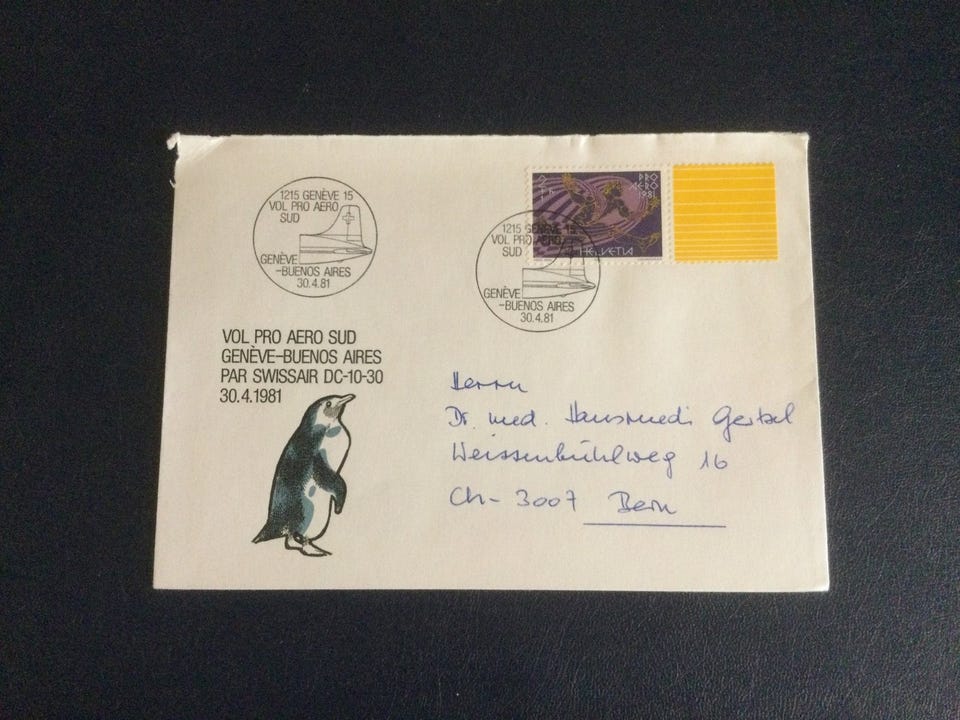 1215 GENÈVE 15
VOL PRO AERO
SUD
GENÈVE
-BUENOS AIRES
30.4.81
PRO
AERO
1981
HELVETIA
1215 GENÈVE 15
VOL PRO AERO
SUD
GENÈVE
-BUENOS AIRES
30.4.81
VOL PRO AERO SUD
GENÈVE-BUENOS AIRES
PAR SWISSAIR DC-10-30
30.4.1981
Herrn
Dr. med. Hansruedi
Weissenbühlweg 16
CH-3007 Bern